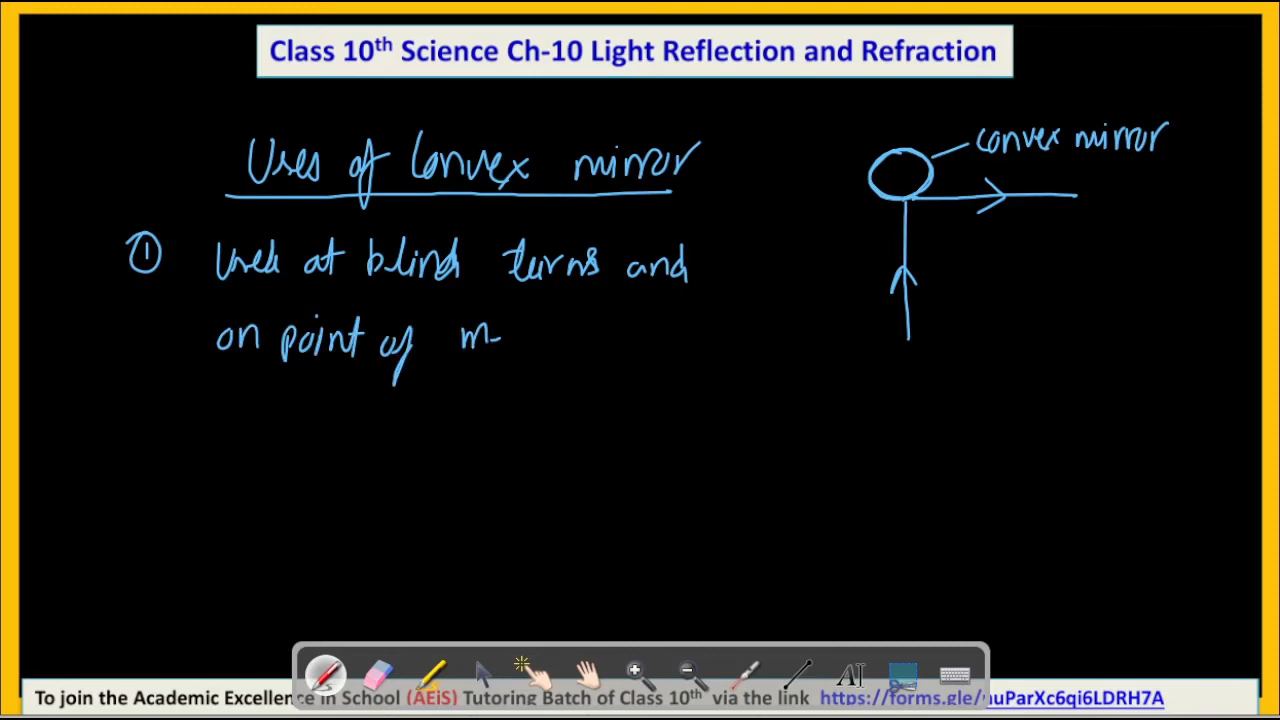 Class 10th Science Ch-10 Light Reflection and Refraction
convex mirror
Uses of Convex mirror
① Used at blind turns and
on point of m
To join the Academic Excellence in School (AEiS) Tutoring Batch of Class 10th via the link https://forms.gle/nuParXc6qi6LDRH7A